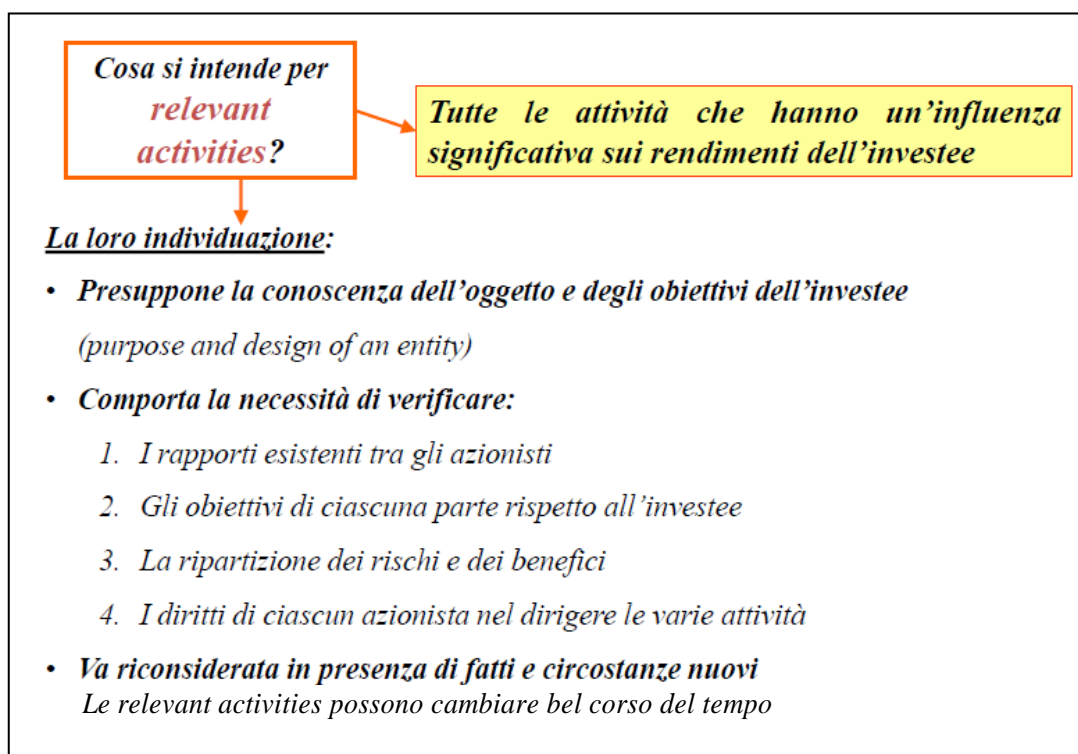 Cosa si intende per
relevant
activities?
Tutte le attività che hanno un'influenza
significativa sui rendimenti dell'investee
La loro individuazione:
• Presuppone la conoscenza dell'oggetto e degli obiettivi dell'investee
(purpose and design of an entity)
• Comporta la necessità di verificare:
1. I rapporti esistenti tra gli azionisti
2. Gli obiettivi di ciascuna parte rispetto all'investee
3. La ripartizione dei rischi e dei benefici
4. I diritti di ciascun azionista nel dirigere le varie attività
• Va riconsiderata in presenza di fatti e circostanze nuovi
Le relevant activities possono cambiare bel corso del tempo